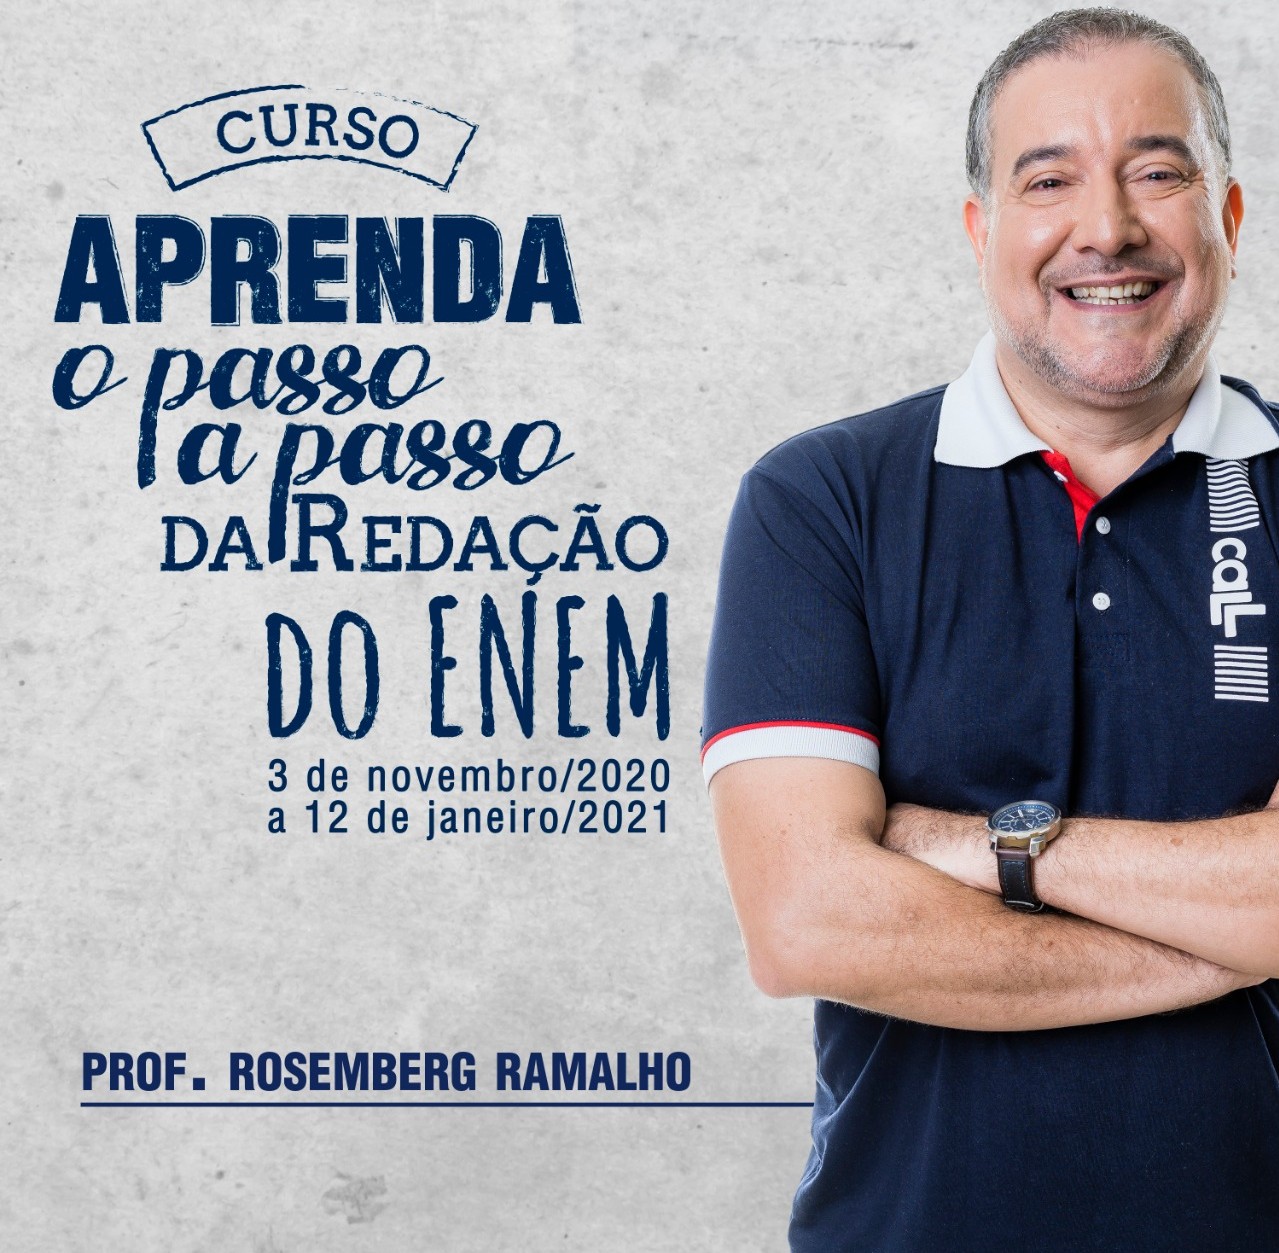 CURSO
APRENDA
o passo
a passo
DA REDAÇÃO
DO ENEM
3 de novembro/2020
a 12 de janeiro/2021
call
PROF. ROSEMBERG RAMALHO